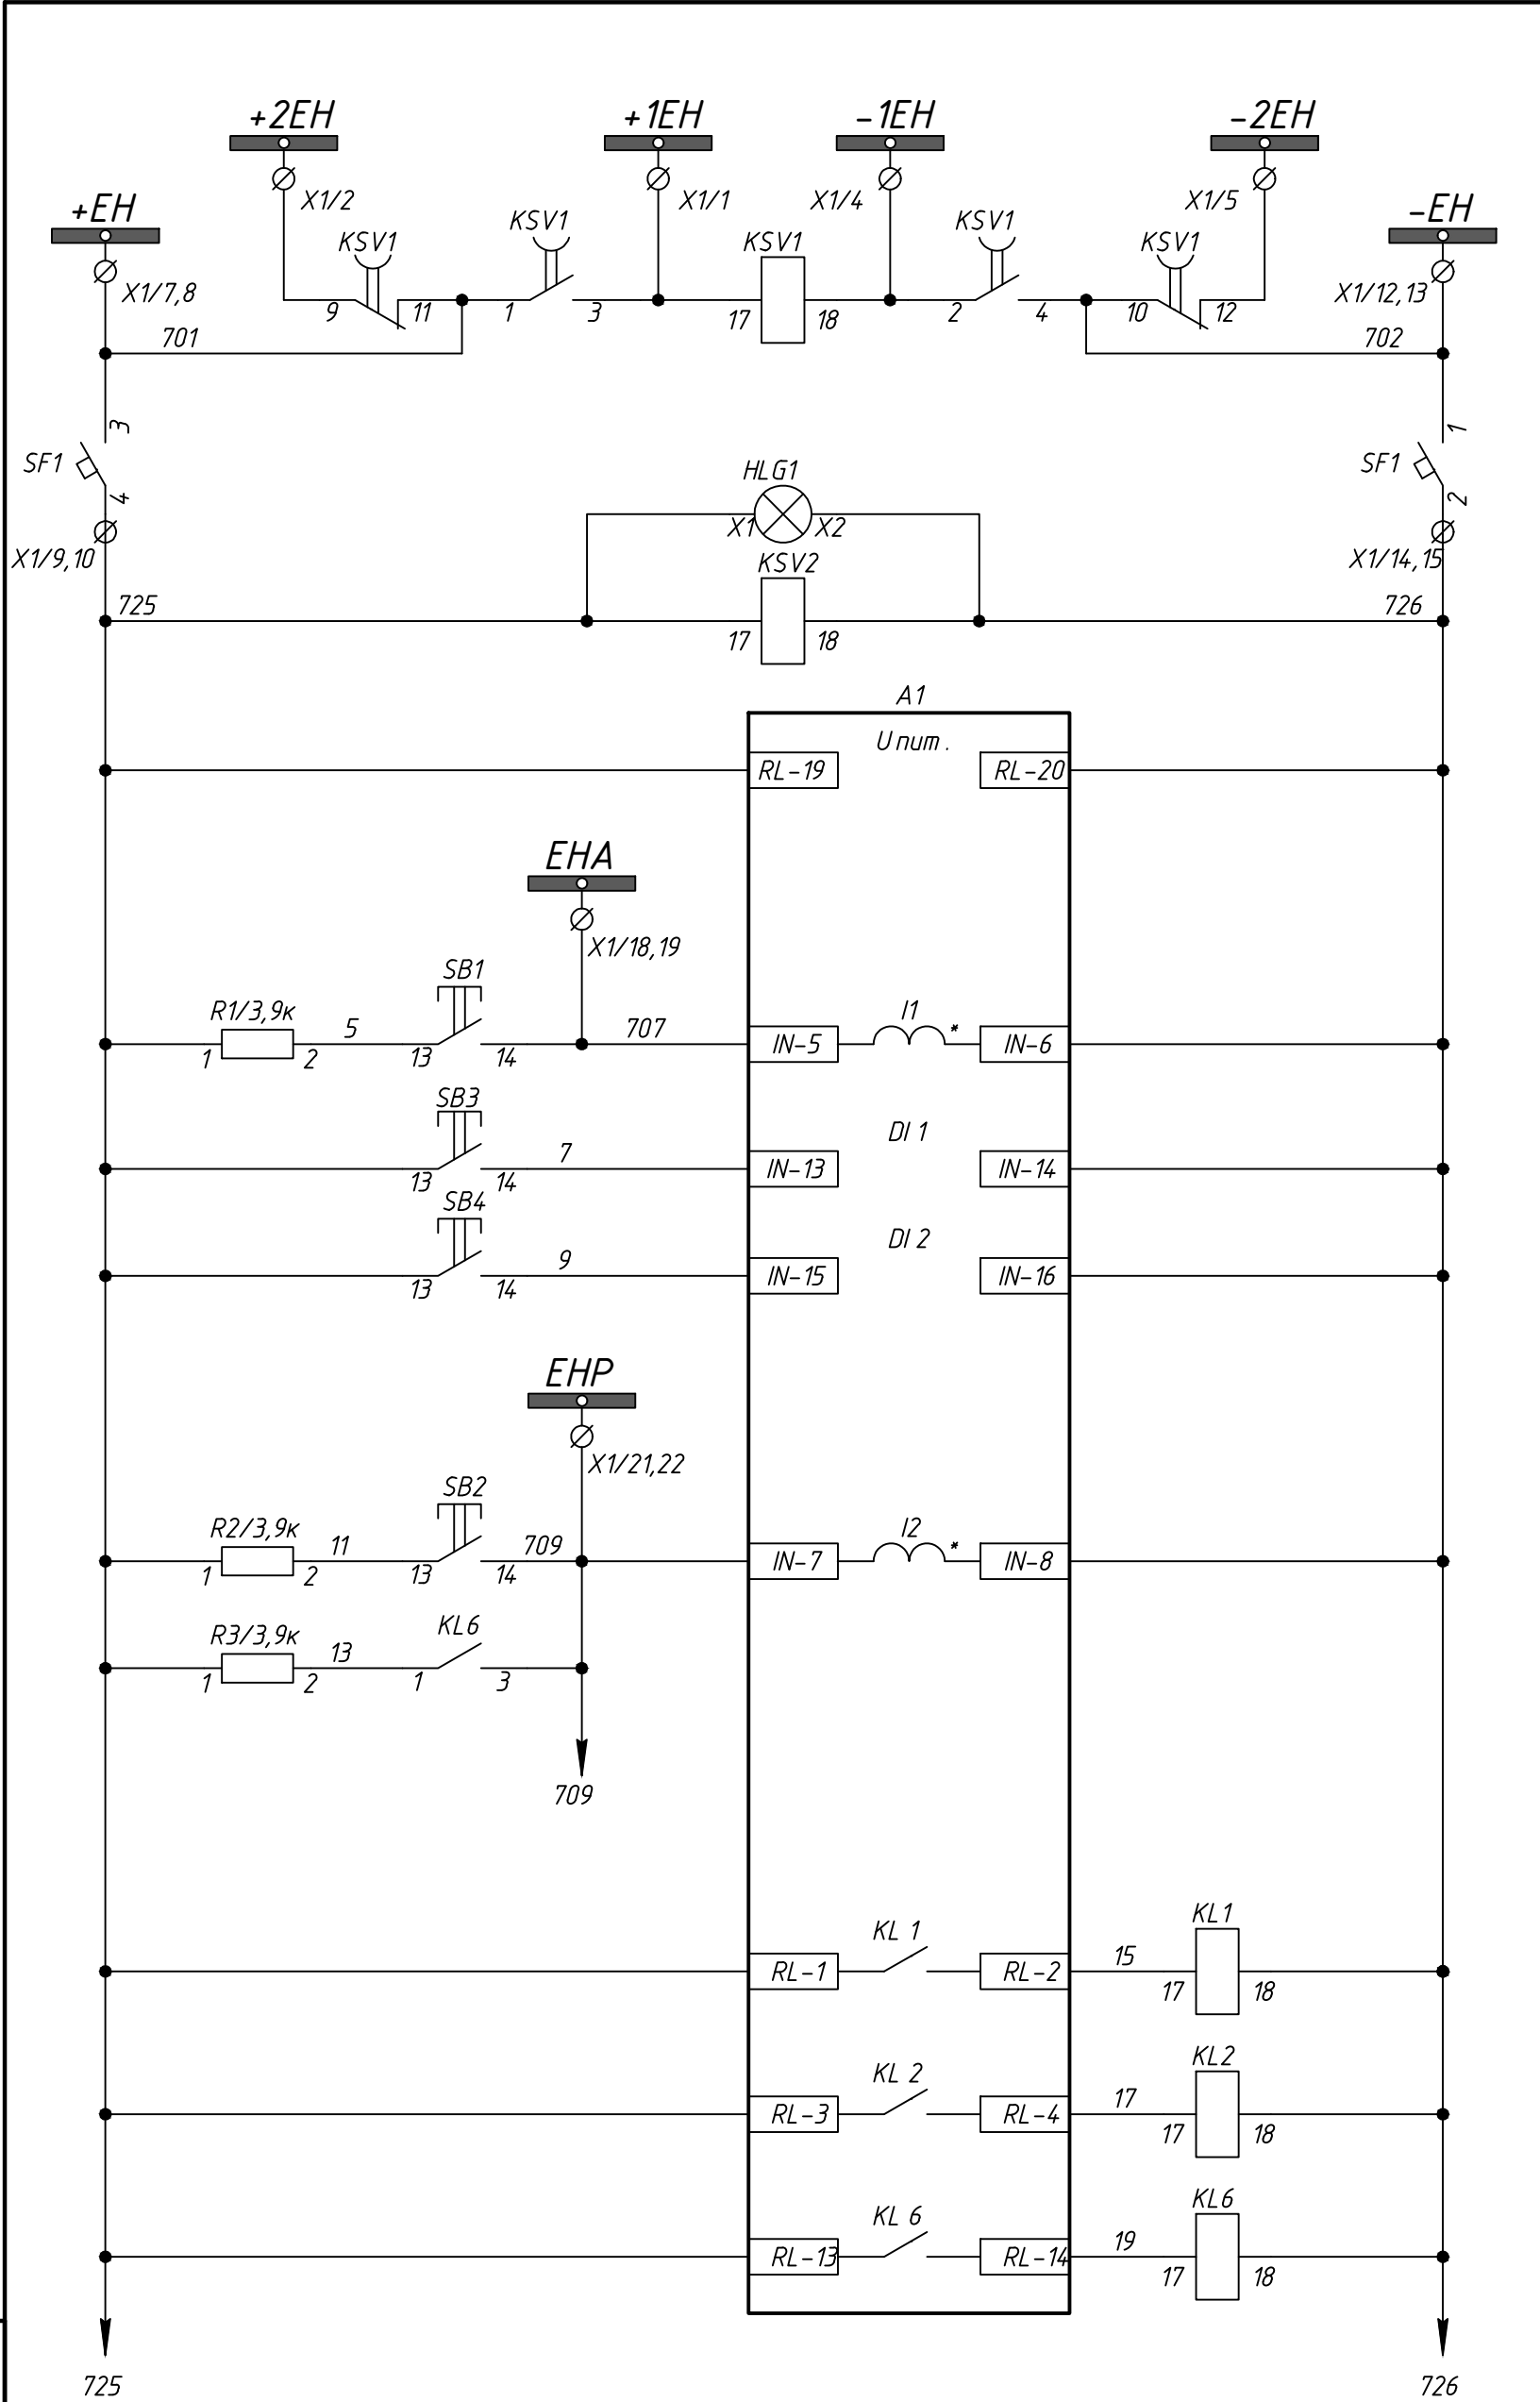 +2EH +1EH -1EH -2EH
+EH X1/2 X1/1 X1/4 X1/5 -EH
KSV1 KSV1 KSV1 KSV1 KSV1
X1/7,8 9 11 1 3 17 18 2 4 10 12 X1/12,13
701 702
3 1
SF1 HLG1 SF1
4 X1 X2 2
X1/9,10 KSV2 X1/14,15
725 726
17 18
A1
U пит.
RL-19 RL-20
EHA
X1/18,19
SB1
R1/3,9к 5 707 I1 *
IN-5 IN-6
1 2 13 14
SB3
DI 1
7
IN-13 IN-14
13 14
SB4
DI 2
9
IN-15 IN-16
13 14
EHP
X1/21,22
SB2
R2/3,9к 11 709 I2 *
IN-7 IN-8
1 2 13 14
R3/3,9к 13 KL6
1 2 1 3
709
KL 1 KL1
RL-1 RL-2 15
17 18
KL 2 KL2
RL-3 RL-4 17
17 18
KL 6 KL6
RL-13 RL-14 19
17 18
725 726